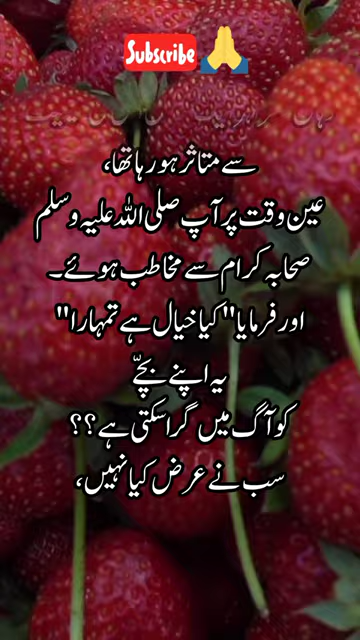 Subscribe
سے متاثر ہو رہا تھا،
عین وقت پر آپ صلی اللہ علیہ وسلم
صحابہ کرام سے مخاطب ہوئے۔
اور فرمایا "کیا خیال ہے تمہارا"
یہ اپنے بچّے
کو آگ میں گرا سکتی ہے؟؟
سب نے عرض کیا نہیں،